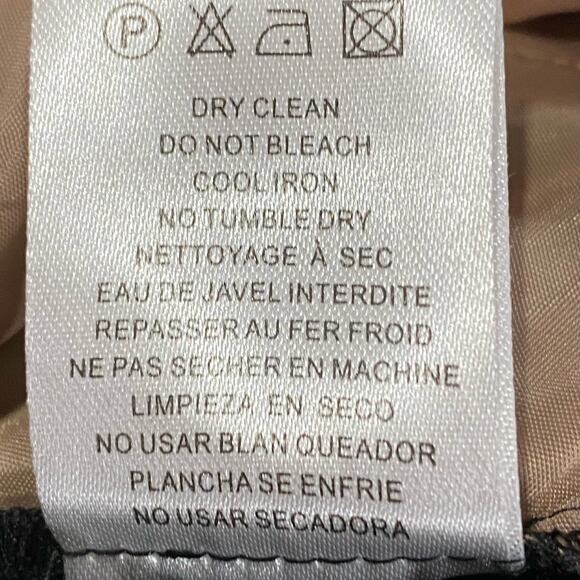 P
DRY CLEAN
DO NOT BLEACH
COOL IRON
NO TUMBLE DRY
NETTOYAGE À SEC
EAU DE JAVEL INTERDITE
REPASSER AU FER FROID
NE PAS SECHER EN MACHINE
LIMPIEZA EN SECO
NO USAR BLAN QUEADOR
PLANCHA SE ENFRIE
NO USAR SECADORA